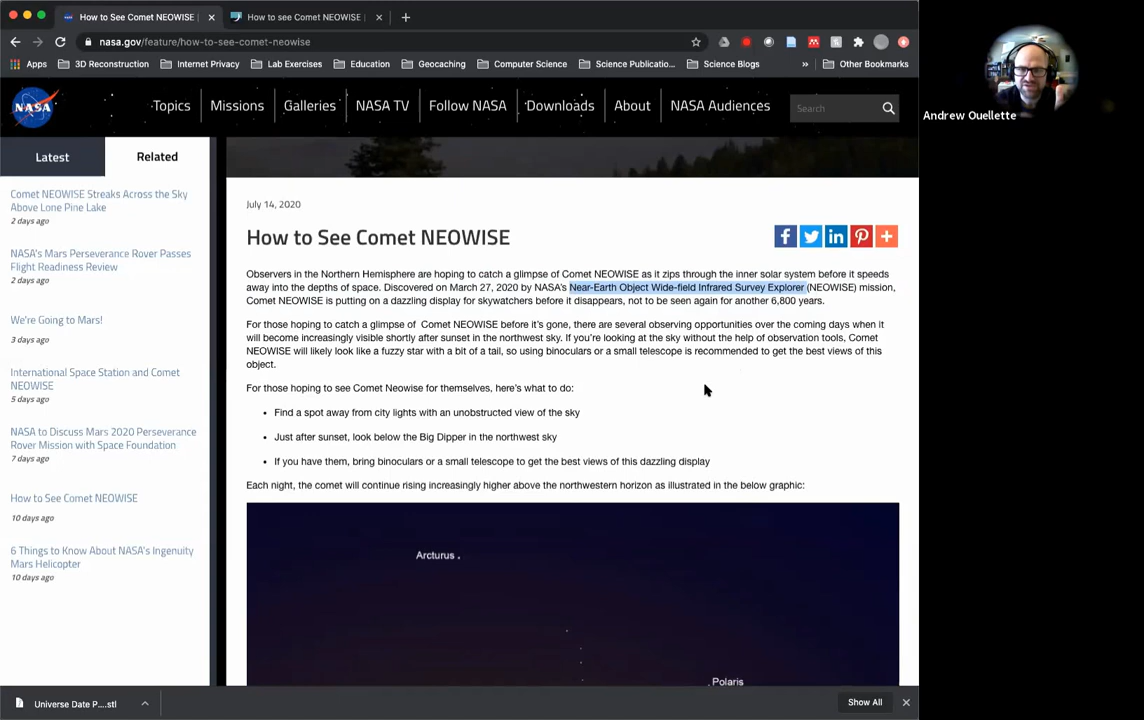 How to See Comet NEOWISE
How to see Comet NEOWISE
nasa.gov/feature/how-to-see-comet-neowise
Apps
3D Reconstruction
Internet Privacy
Lab Exercises
Education
Geocaching
Computer Science
Science Publicatio...
Science Blogs
»
Other Bookmarks
NASA
Topics
Missions
Galleries
NASA TV
Follow NASA
Downloads
About
NASA Audiences
Search
Andrew Ouellette
Latest
Related
Comet NEOWISE Streaks Across the Sky
Above Lone Pine Lake
2 days ago
NASA's Mars Perseverance Rover Passes
Flight Readiness Review
2 days ago
We're Going to Mars!
3 days ago
International Space Station and Comet
NEOWISE
5 days ago
NASA to Discuss Mars 2020 Perseverance
Rover Mission with Space Foundation
7 days ago
How to See Comet NEOWISE
10 days ago
6 Things to Know About NASA's Ingenuity
Mars Helicopter
10 days ago
July 14, 2020
How to See Comet NEOWISE
Observers in the Northern Hemisphere are hoping to catch a glimpse of Comet NEOWISE as it zips through the inner solar system before it speeds
away into the depths of space. Discovered on March 27, 2020 by NASA's Near-Earth Object Wide-field Infrared Survey Explorer (NEOWISE) mission,
Comet NEOWISE is putting on a dazzling display for skywatchers before it disappears, not to be seen again for another 6,800 years.
For those hoping to catch a glimpse of Comet NEOWISE before it's gone, there are several observing opportunities over the coming days when it
will become increasingly visible shortly after sunset in the northwest sky. If you're looking at the sky without the help of observation tools, Comet
NEOWISE will likely look like a fuzzy star with a bit of a tail, so using binoculars or a small telescope is recommended to get the best views of this
object.
For those hoping to see Comet Neowise for themselves, here's what to do:
• Find a spot away from city lights with an unobstructed view of the sky
• Just after sunset, look below the Big Dipper in the northwest sky
• If you have them, bring binoculars or a small telescope to get the best views of this dazzling display
Each night, the comet will continue rising increasingly higher above the northwestern horizon as illustrated in the below graphic:
Arcturus
Polaris
Universe Date P....stl
Show All